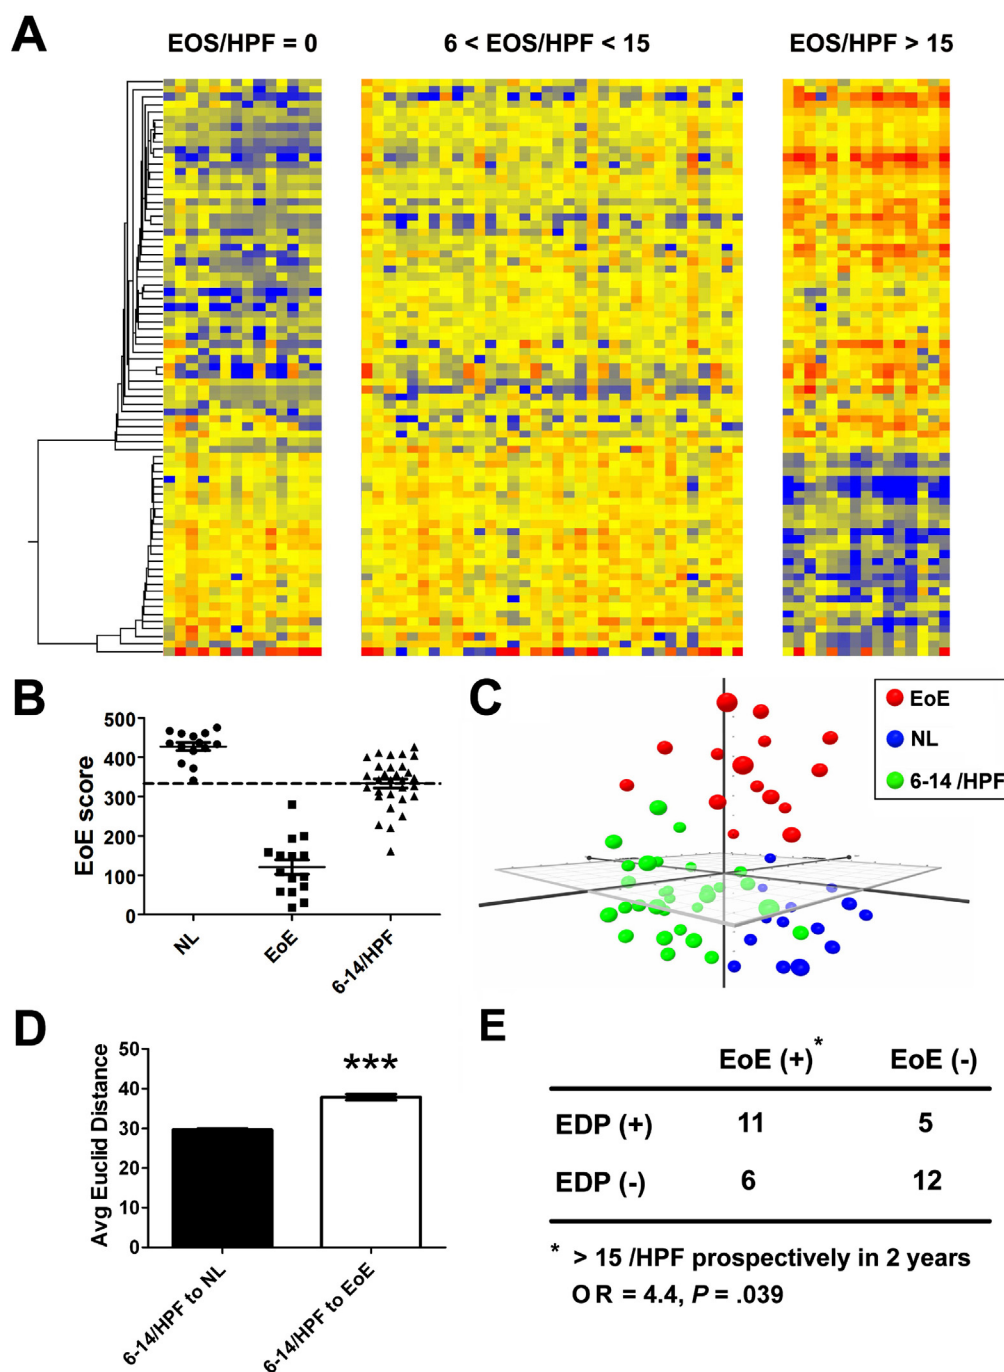 A
EOS/HPF = 0
6 < EOS/HPF < 15
EOS/HPF > 15
B
EoE score
500
400
300
200
100
0
NL
EoE
6-14/HPF
C
EoE
NL
6-14 /HPF
D
Avg Euclid Distance
50
40
30
20
10
0
***
6-14/HPF to NL
6-14/HPF to EoE
E
EoE (+)*
EoE (-)
EDP (+) 11 5
EDP (-) 6 12
* > 15 /HPF prospectively in 2 years
OR = 4.4, P = .039